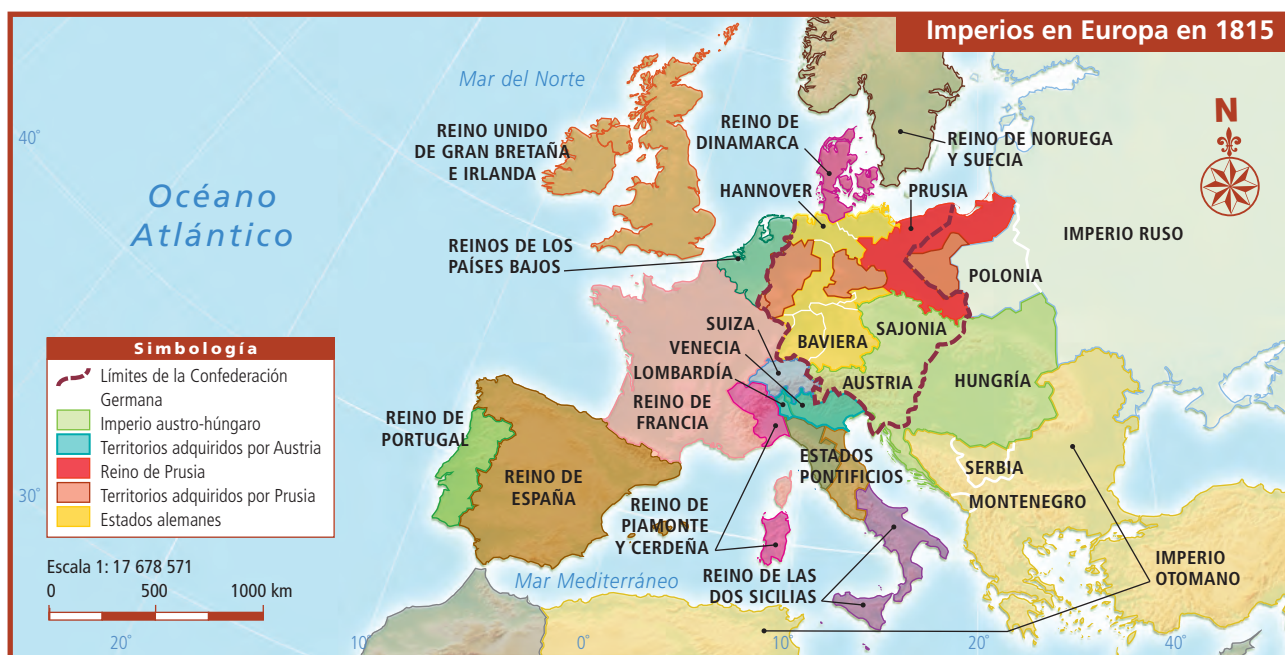 Imperios en Europa en 1815
Mar del Norte
40°
REINO UNIDO
DE GRAN BRETAÑA
E IRLANDA
REINO DE
DINAMARCA
REINO DE NORUEGA
Y SUECIA
N
Océano
Atlántico
HANNOVER
PRUSIA
REINOS DE LOS
PAÍSES BAJOS
IMPERIO RUSO
POLONIA
SUIZA
VENECIA
LOMBARDÍA
BAVIERA
SAJONIA
AUSTRIA
HUNGRÍA
REINO DE
FRANCIA
REINO DE
PORTUGAL
REINO DE
ESPAÑA
ESTADOS
PONTIFICIOS
SERBIA
MONTENEGRO
REINO DE
PIAMONTE
Y CERDEÑA
REINO DE LAS
DOS SICILIAS
IMPERIO
OTOMANO
Mar Mediterráneo
Simbología
Límites de la Confederación
Germana
Imperio austro-húngaro
Territorios adquiridos por Austria
Reino de Prusia
Territorios adquiridos por Prusia
Estados alemanes
30°
Escala 1: 17 678 571
0 500 1000 km
20° 10° 0° 10° 20° 40°